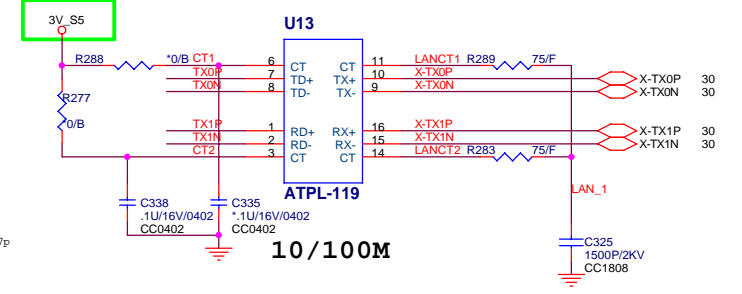 U13
3V_S5
R288 *0/B CT1 6 CT CT 11 LANCT1 R289 75/F
TX0P 7 TD+ TX+ 10 X-TX0P X-TX0P 30
TX0N 8 TD- TX- 9 X-TX0N X-TX0N 30
R277
*0/B
TX1P 1 RD+ RX+ 16 X-TX1P X-TX1P 30
TX1N 2 RD- RX- 15 X-TX1N X-TX1N 30
CT2 3 CT CT 14 LANCT2 R283 75/F
ATPL-119
LAN_1
C338 C335
.1U/16V/0402 *.1U/16V/0402
CC0402 CC0402
7p
10/100M
C325
1500P/2KV
CC1808